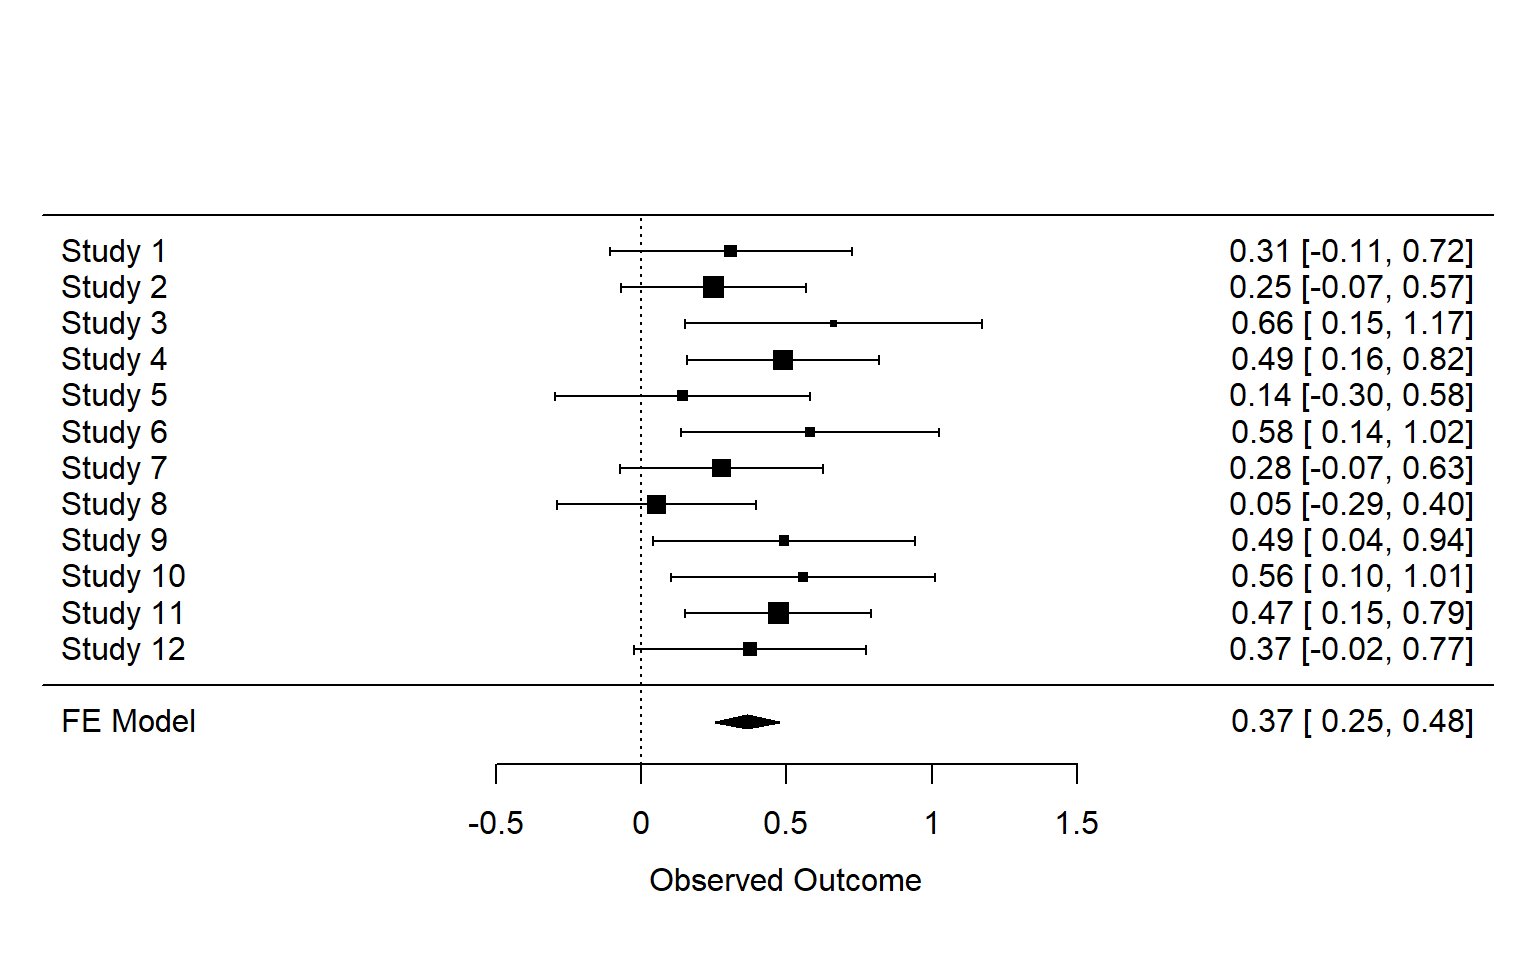 Study 1 0.31 [-0.11, 0.72]
Study 2 0.25 [-0.07, 0.57]
Study 3 0.66 [ 0.15, 1.17]
Study 4 0.49 [ 0.16, 0.82]
Study 5 0.14 [-0.30, 0.58]
Study 6 0.58 [ 0.14, 1.02]
Study 7 0.28 [-0.07, 0.63]
Study 8 0.05 [-0.29, 0.40]
Study 9 0.49 [ 0.04, 0.94]
Study 10 0.56 [ 0.10, 1.01]
Study 11 0.47 [ 0.15, 0.79]
Study 12 0.37 [-0.02, 0.77]
FE Model 0.37 [ 0.25, 0.48]
-0.5 0 0.5 1 1.5
Observed Outcome